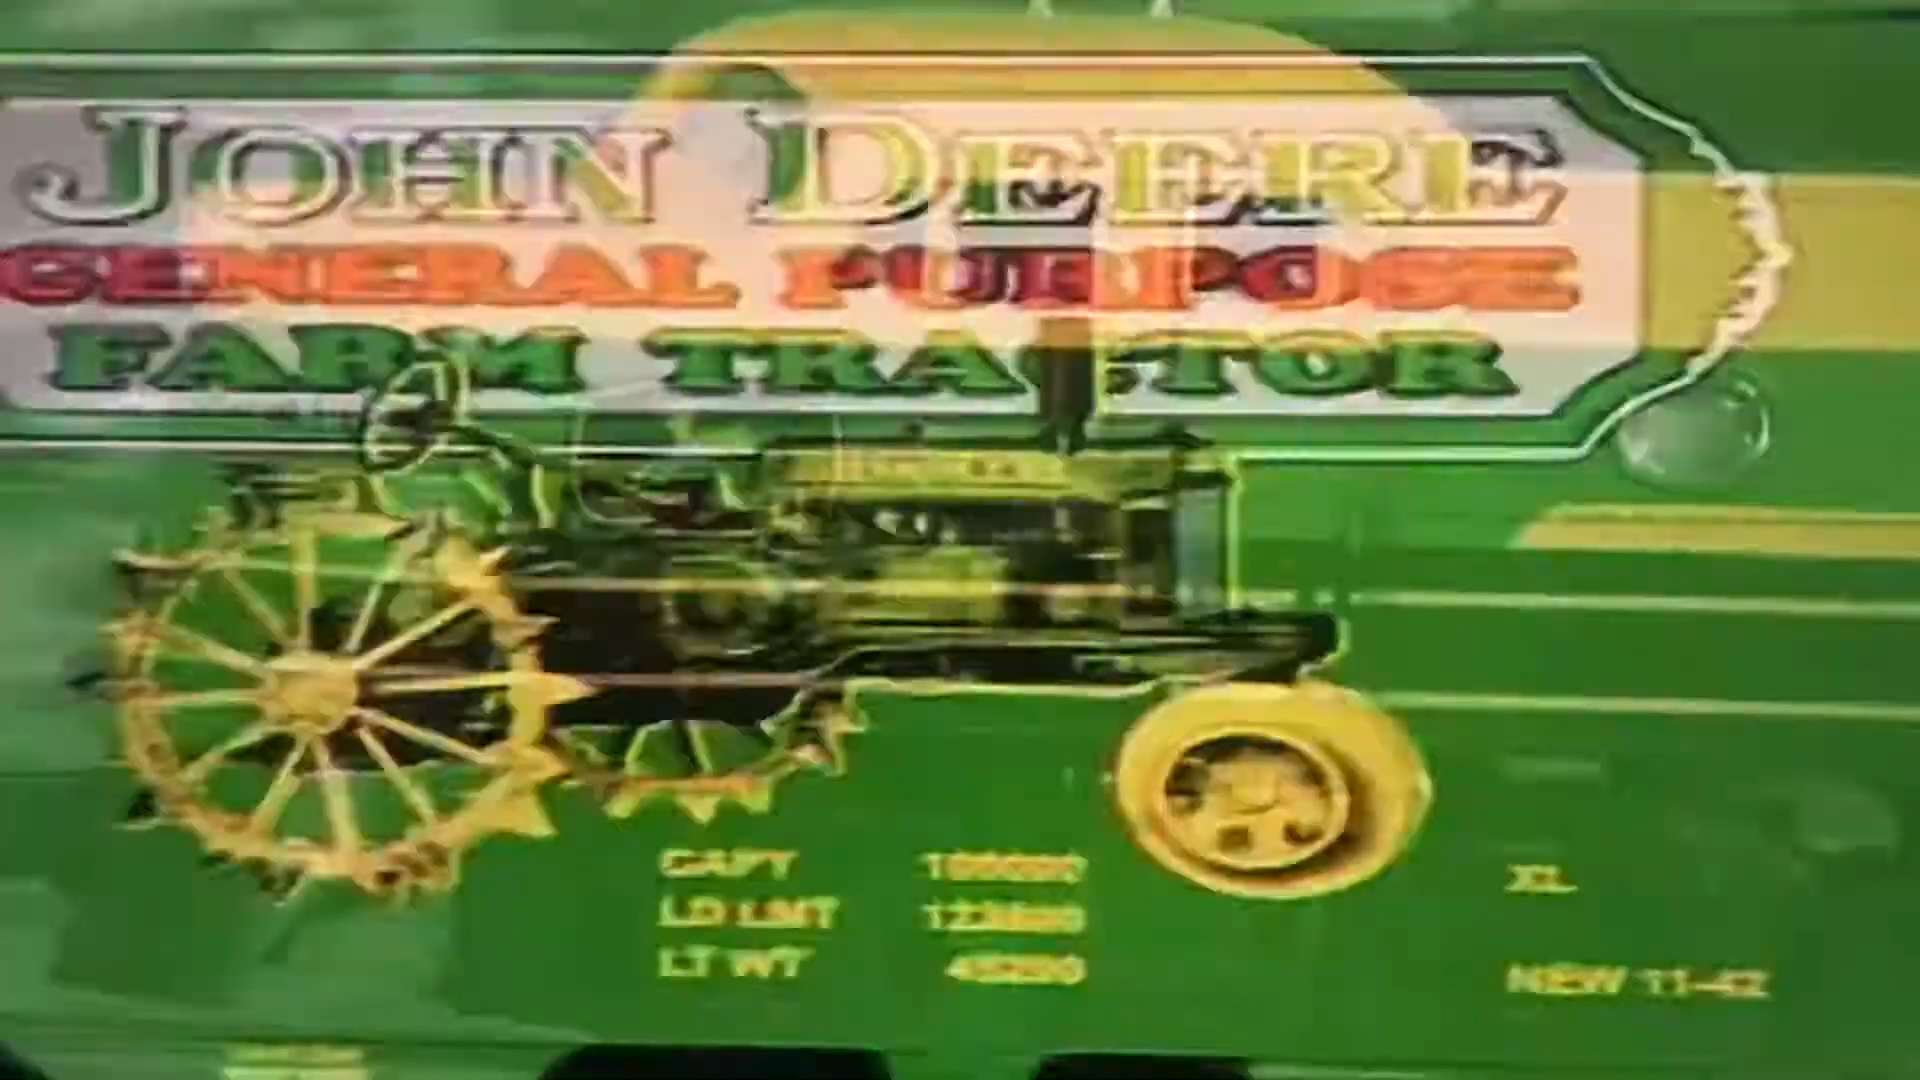 JOHN DEERE
GENERAL PURPOSE
FARM TRACTOR
CAPY
LD LMT
LT WT
XL
NEW 11-42